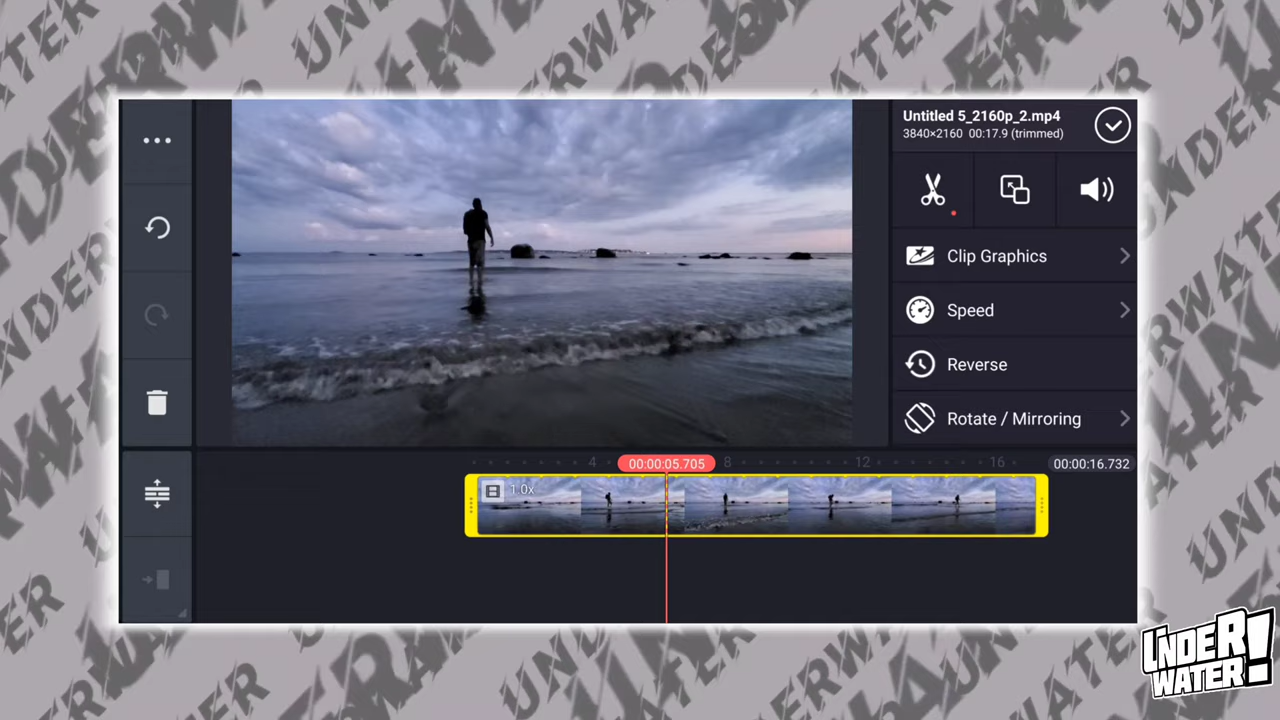 Untitled 5_2160p_2.mp4
3840×2160 00:17.9 (trimmed)
Clip Graphics
Speed
Reverse
Rotate / Mirroring
4
00:00:05.705
8
12
16
00:00:16.732
1.0x
UNDER
WATER!